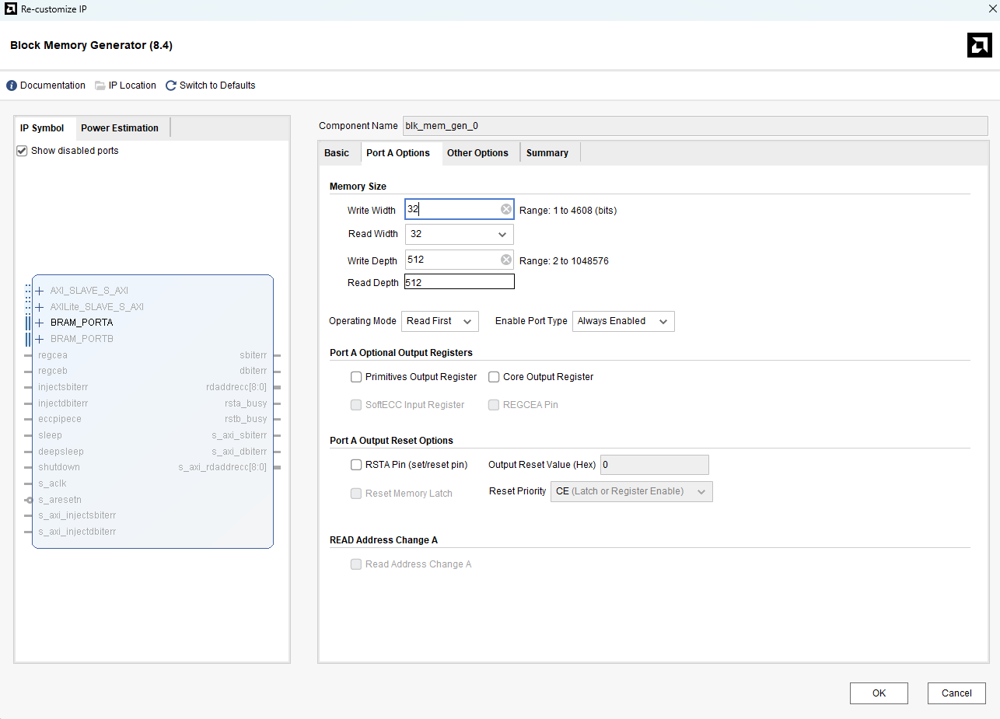 Re-customize IP
Block Memory Generator (8.4)
Documentation IP Location Switch to Defaults
IP Symbol Power Estimation
Show disabled ports
AXI_SLAVE_S_AXI
AXILite_SLAVE_S_AXI
BRAM_PORTA
BRAM_PORTB
regcea sbiterr
regceb dbiterr
injectsbiterr rdaddrecc[8:0]
injectdbiterr rsta_busy
eccpipece rstb_busy
sleep s_axi_sbiterr
deepsleep s_axi_dbiterr
shutdown s_axi_rdaddrecc[8:0]
s_aclk
s_aresetn
s_axi_injectsbiterr
s_axi_injectdbiterr
Component Name blk_mem_gen_0
Basic Port A Options Other Options Summary
Memory Size
Write Width 32 Range: 1 to 4608 (bits)
Read Width 32
Write Depth 512 Range: 2 to 1048576
Read Depth 512
Operating Mode Read First Enable Port Type Always Enabled
Port A Optional Output Registers
Primitives Output Register Core Output Register
SoftECC Input Register REGCEA Pin
Port A Output Reset Options
RSTA Pin (set/reset pin) Output Reset Value (Hex) 0
Reset Memory Latch Reset Priority CE (Latch or Register Enable)
READ Address Change A
Read Address Change A
OK Cancel